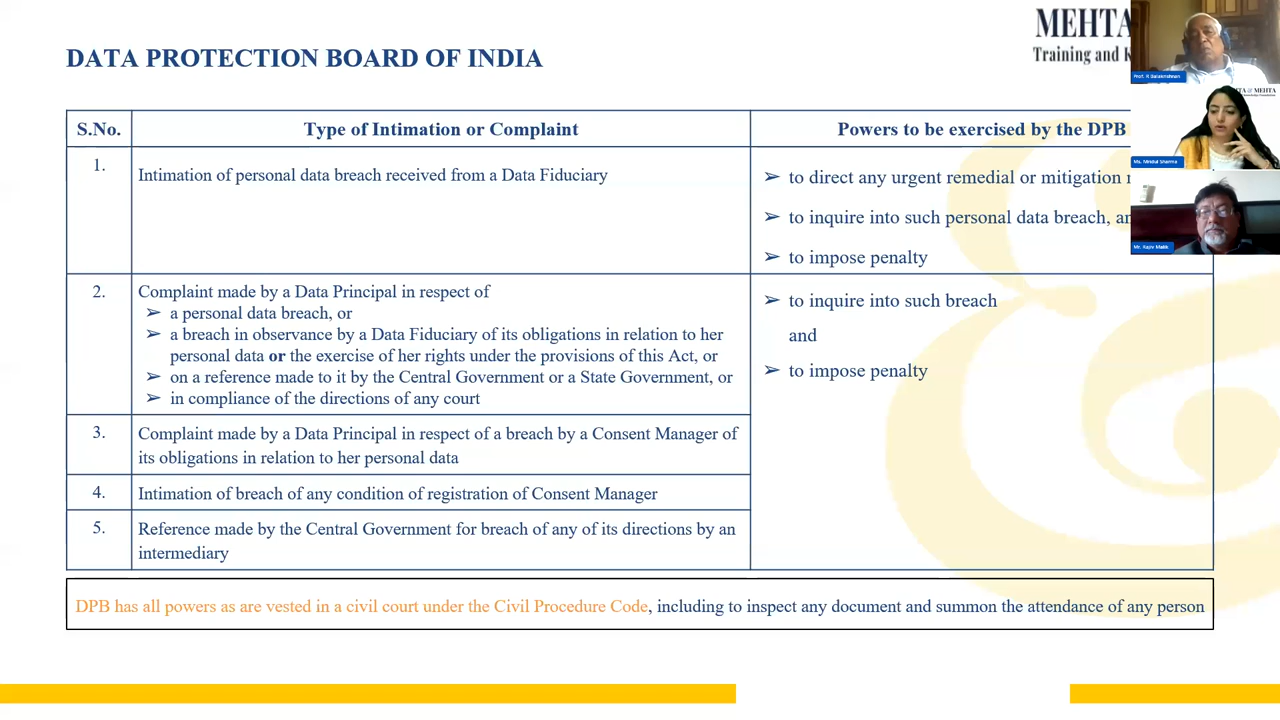 DATA PROTECTION BOARD OF INDIA
MEHTA
Training and K
Prof. R Balakrishnan
TA & MEHTA
Ms. Mridul Sharma
Mr. Rajiv Malik
S.No.
Type of Intimation or Complaint
Powers to be exercised by the DPB
1.
Intimation of personal data breach received from a Data Fiduciary
➢ to direct any urgent remedial or mitigation
➢ to inquire into such personal data breach, an
➢ to impose penalty
2.
Complaint made by a Data Principal in respect of
➢ a personal data breach, or
➢ a breach in observance by a Data Fiduciary of its obligations in relation to her
personal data or the exercise of her rights under the provisions of this Act, or
➢ on a reference made to it by the Central Government or a State Government, or
➢ in compliance of the directions of any court
➢ to inquire into such breach
and
➢ to impose penalty
3.
Complaint made by a Data Principal in respect of a breach by a Consent Manager of
its obligations in relation to her personal data
4.
Intimation of breach of any condition of registration of Consent Manager
5.
Reference made by the Central Government for breach of any of its directions by an
intermediary
DPB has all powers as are vested in a civil court under the Civil Procedure Code, including to inspect any document and summon the attendance of any person